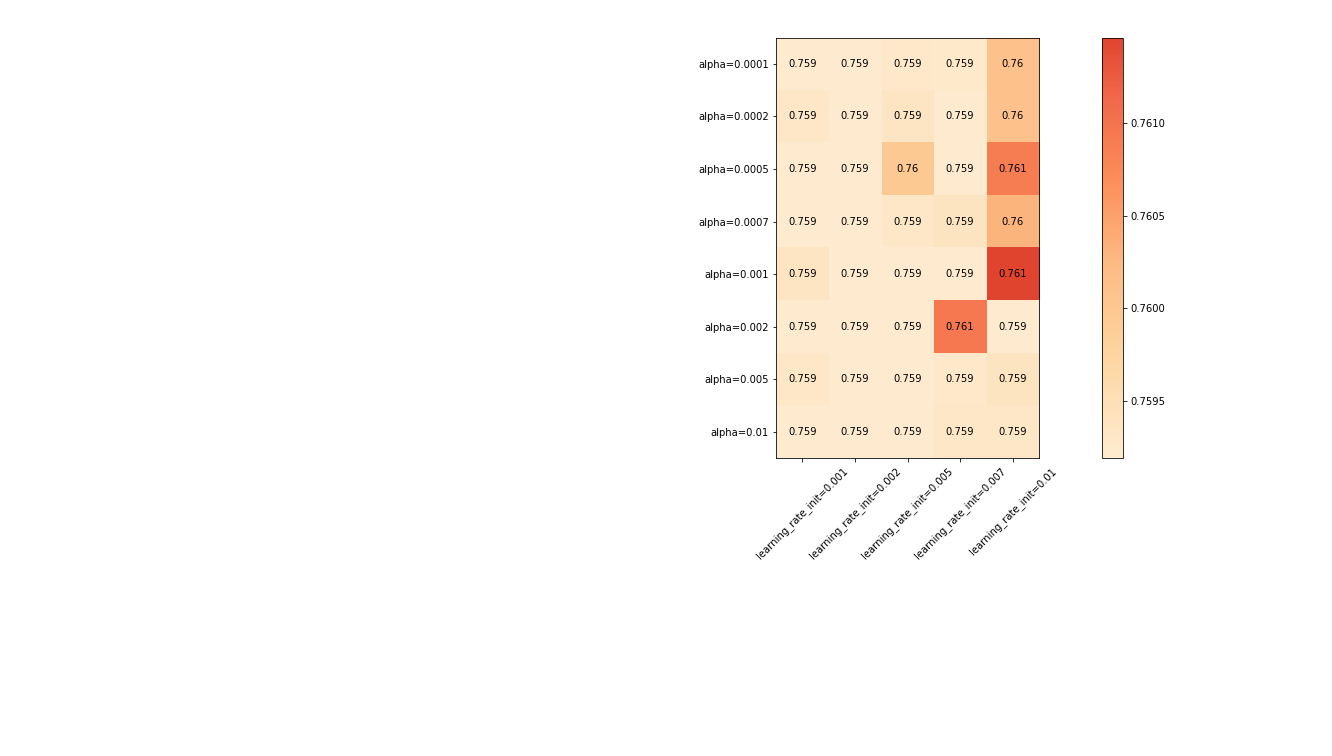 alpha=0.0001 0.759 0.759 0.759 0.759 0.76
alpha=0.0002 0.759 0.759 0.759 0.759 0.76
alpha=0.0005 0.759 0.759 0.76 0.759 0.761
alpha=0.0007 0.759 0.759 0.759 0.759 0.76
alpha=0.001 0.759 0.759 0.759 0.759 0.761
alpha=0.002 0.759 0.759 0.759 0.761 0.759
alpha=0.005 0.759 0.759 0.759 0.759 0.759
alpha=0.01 0.759 0.759 0.759 0.759 0.759
learning_rate_init=0.001
learning_rate_init=0.002
learning_rate_init=0.005
learning_rate_init=0.007
learning_rate_init=0.01
0.7610
0.7605
0.7600
0.7595